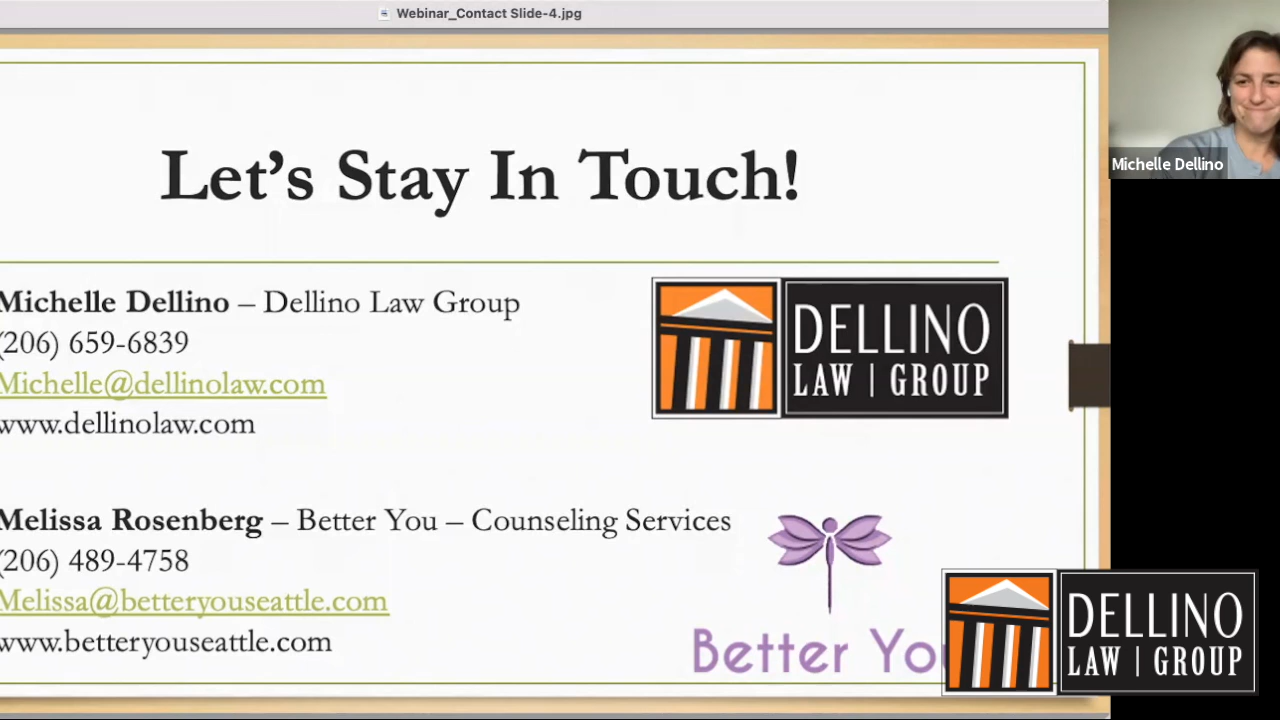 Webinar_Contact Slide-4.jpg
Michelle Dellino
Let's Stay In Touch!
Michelle Dellino – Dellino Law Group
(206) 659-6839
Michelle@dellinolaw.com
www.dellinolaw.com
DELLINO
LAW | GROUP
Melissa Rosenberg – Better You – Counseling Services
(206) 489-4758
Melissa@betteryouseattle.com
www.betteryouseattle.com
Better You
DELLINO
LAW | GROUP